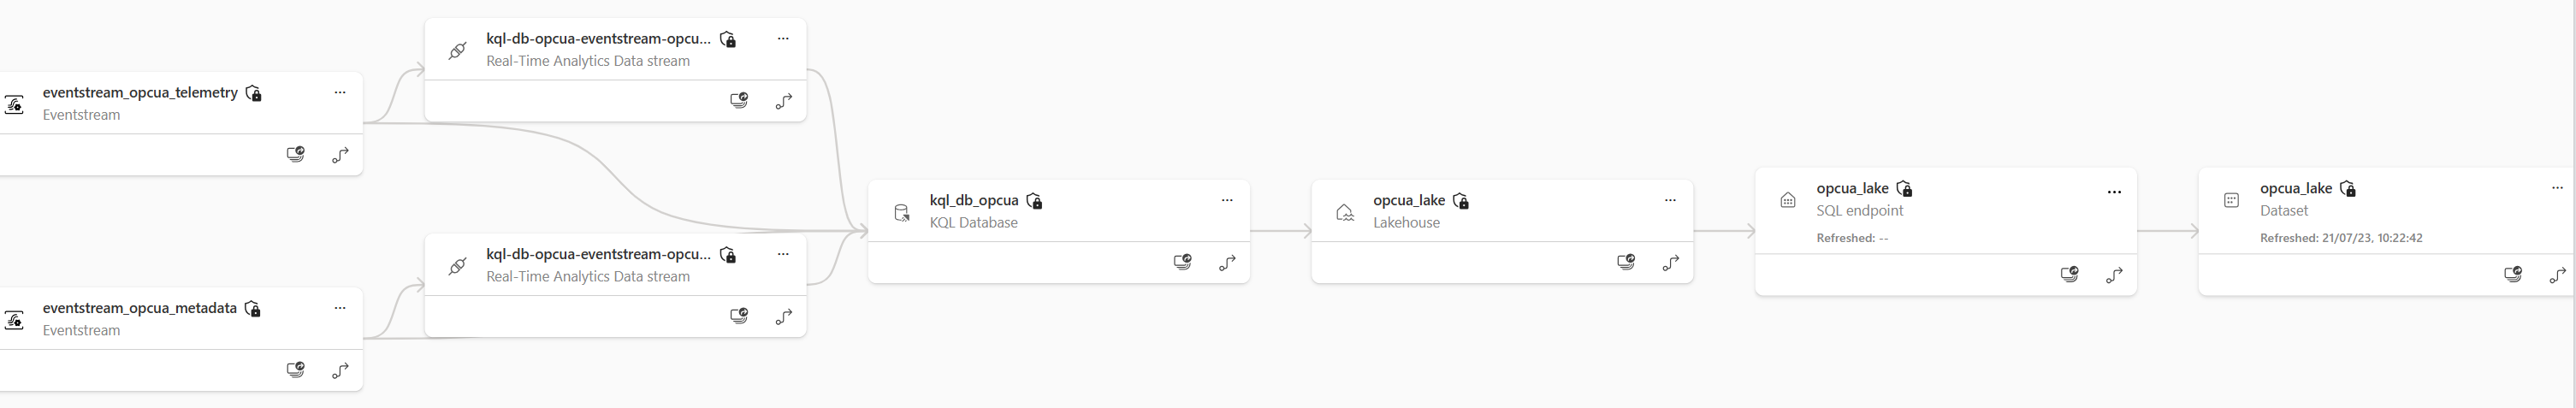 eventstream_opcua_telemetry
Eventstream
eventstream_opcua_metadata
Eventstream
kql-db-opcua-eventstream-opcu...
Real-Time Analytics Data stream
kql-db-opcua-eventstream-opcu...
Real-Time Analytics Data stream
kql_db_opcua
KQL Database
opcua_lake
Lakehouse
opcua_lake
SQL endpoint
Refreshed: --
opcua_lake
Dataset
Refreshed: 21/07/23, 10:22:42